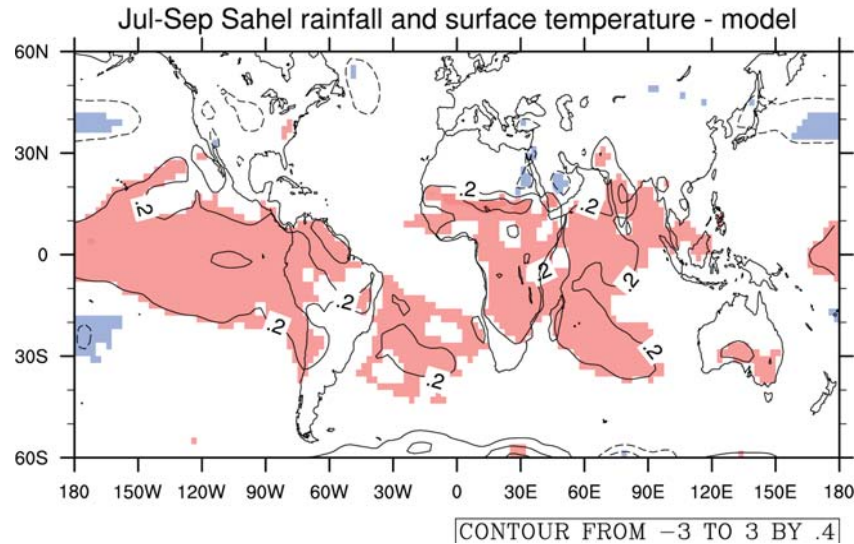 Jul-Sep Sahel rainfall and surface temperature - model
60N
30N
0
30S
60S
.2
.2
.2
.2
.2
.2
.2
.2
.2
180 150W 120W 90W 60W 30W 0 30E 60E 90E 120E 150E 180
CONTOUR FROM −3 TO 3 BY .4